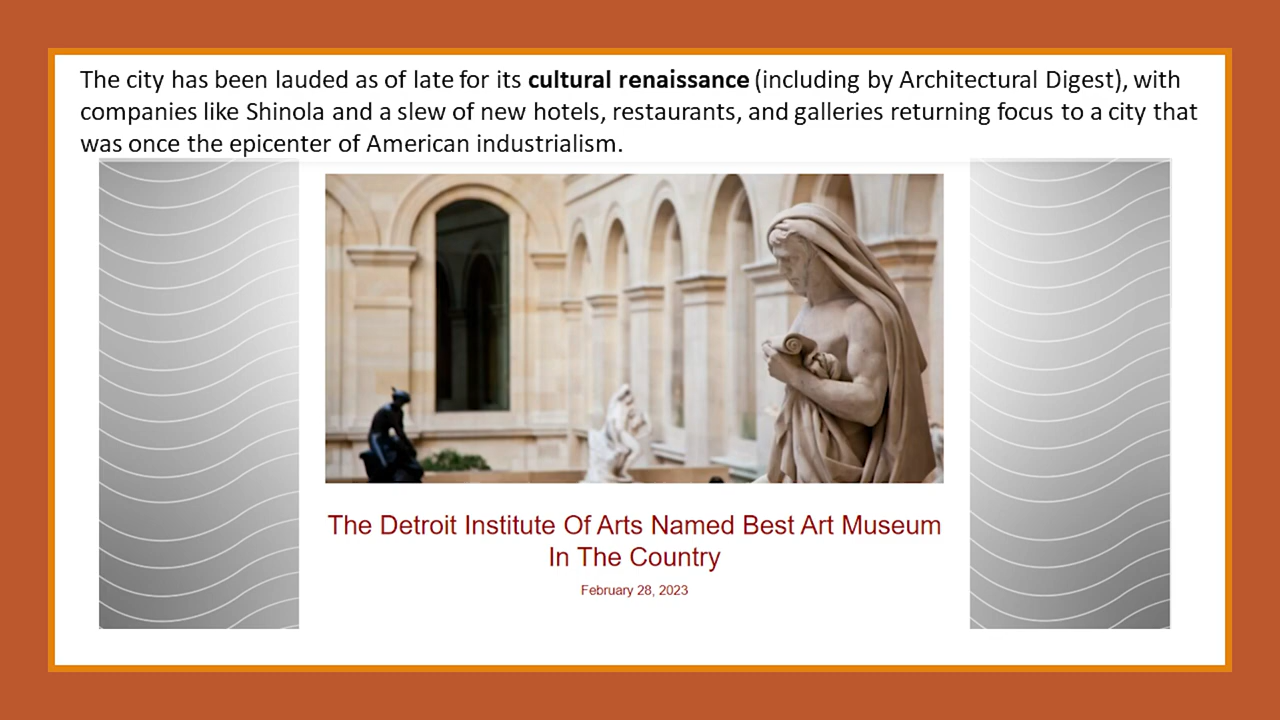 The city has been lauded as of late for its cultural renaissance (including by Architectural Digest), with
companies like Shinola and a slew of new hotels, restaurants, and galleries returning focus to a city that
was once the epicenter of American industrialism.
The Detroit Institute Of Arts Named Best Art Museum
In The Country
February 28, 2023